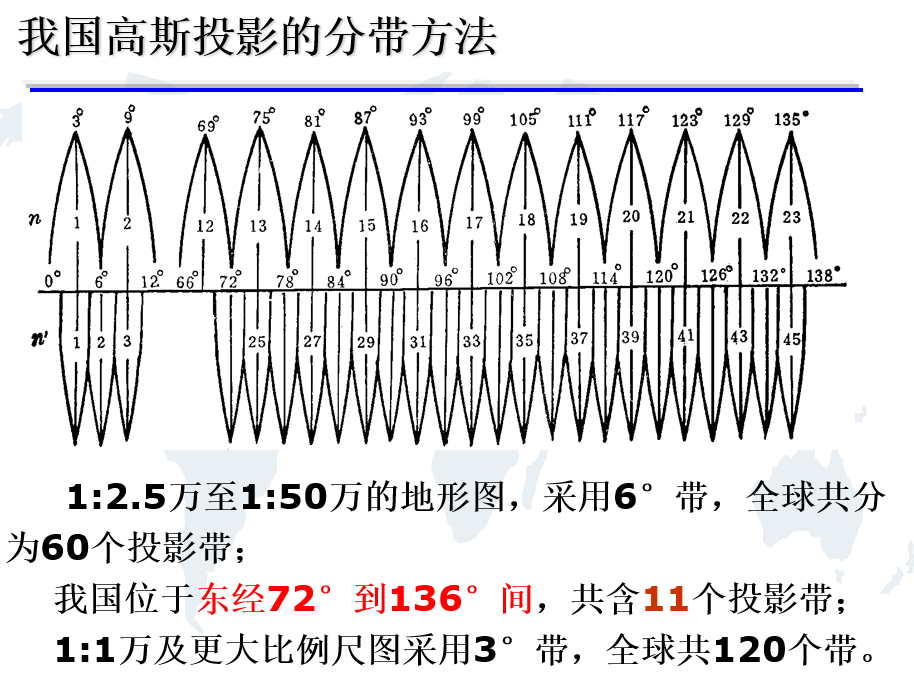 我国高斯投影的分带方法
3° 9° 69° 75° 81° 87° 93° 99° 105° 111° 117° 123° 129° 135°
n 1 2 12 13 14 15 16 17 18 19 20 21 22 23
0° 6° 12° 66° 72° 78° 84° 90° 96° 102° 108° 114° 120° 126° 132° 138°
n' 1 2 3 25 27 29 31 33 35 37 39 41 43 45
1:2.5万至1:50万的地形图，采用6°带，全球共分
为60个投影带；
我国位于东经72°到136°间，共含11个投影带；
1:1万及更大比例尺图采用3°带，全球共120个带。